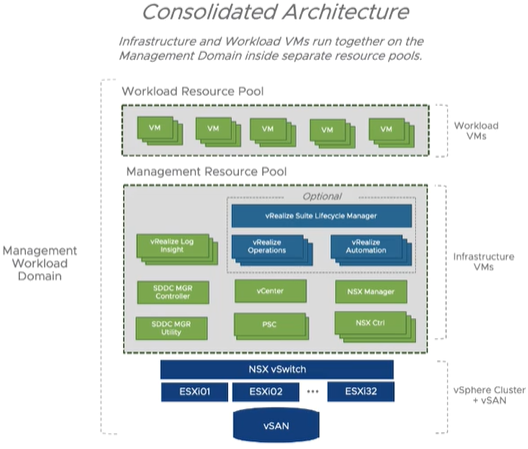 Consolidated Architecture
Infrastructure and Workload VMs run together on the
Management Domain inside separate resource pools.
Workload Resource Pool
VM
VM
VM
VM
VM
Workload
VMs
Management Resource Pool
Optional
vRealize Suite Lifecycle Manager
vRealize Log
Insight
vRealize
Operations
vRealize
Automation
Management
Workload
Domain
Infrastructure
VMs
SDDC MGR
Controller
vCenter
NSX Manager
SDDC MGR
Utility
PSC
NSX Ctrl
NSX vSwitch
ESXi01
ESXi02
...
ESXi32
vSphere Cluster
+ vSAN
vSAN